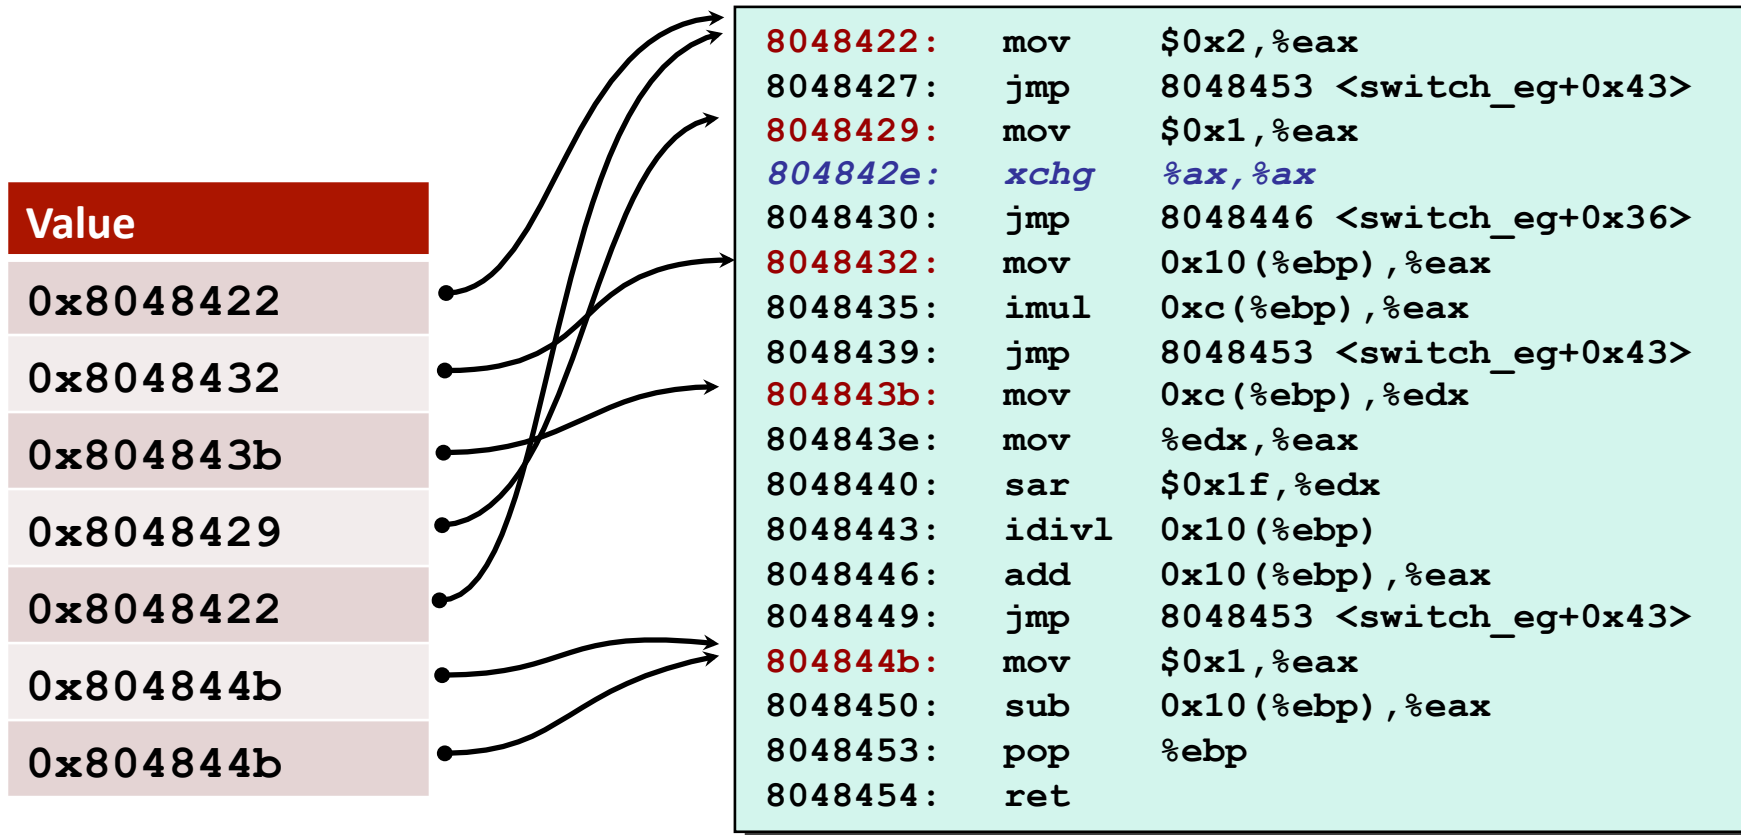 Value
0x8048422
0x8048432
0x804843b
0x8048429
0x8048422
0x804844b
0x804844b
8048422: mov $0x2,%eax
8048427: jmp 8048453 <switch_eg+0x43>
8048429: mov $0x1,%eax
804842e: xchg %ax,%ax
8048430: jmp 8048446 <switch_eg+0x36>
8048432: mov 0x10(%ebp),%eax
8048435: imul 0xc(%ebp),%eax
8048439: jmp 8048453 <switch_eg+0x43>
804843b: mov 0xc(%ebp),%edx
804843e: mov %edx,%eax
8048440: sar $0x1f,%edx
8048443: idivl 0x10(%ebp)
8048446: add 0x10(%ebp),%eax
8048449: jmp 8048453 <switch_eg+0x43>
804844b: mov $0x1,%eax
8048450: sub 0x10(%ebp),%eax
8048453: pop %ebp
8048454: ret